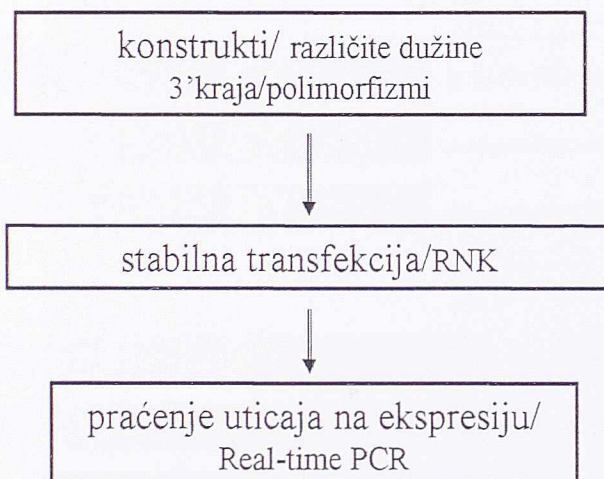 konstrukti/ različite dužine
3’kraja/polimorfizmi
stabilna transfekcija/RNK
praćenje uticaja na ekspresiju/
Real-time PCR